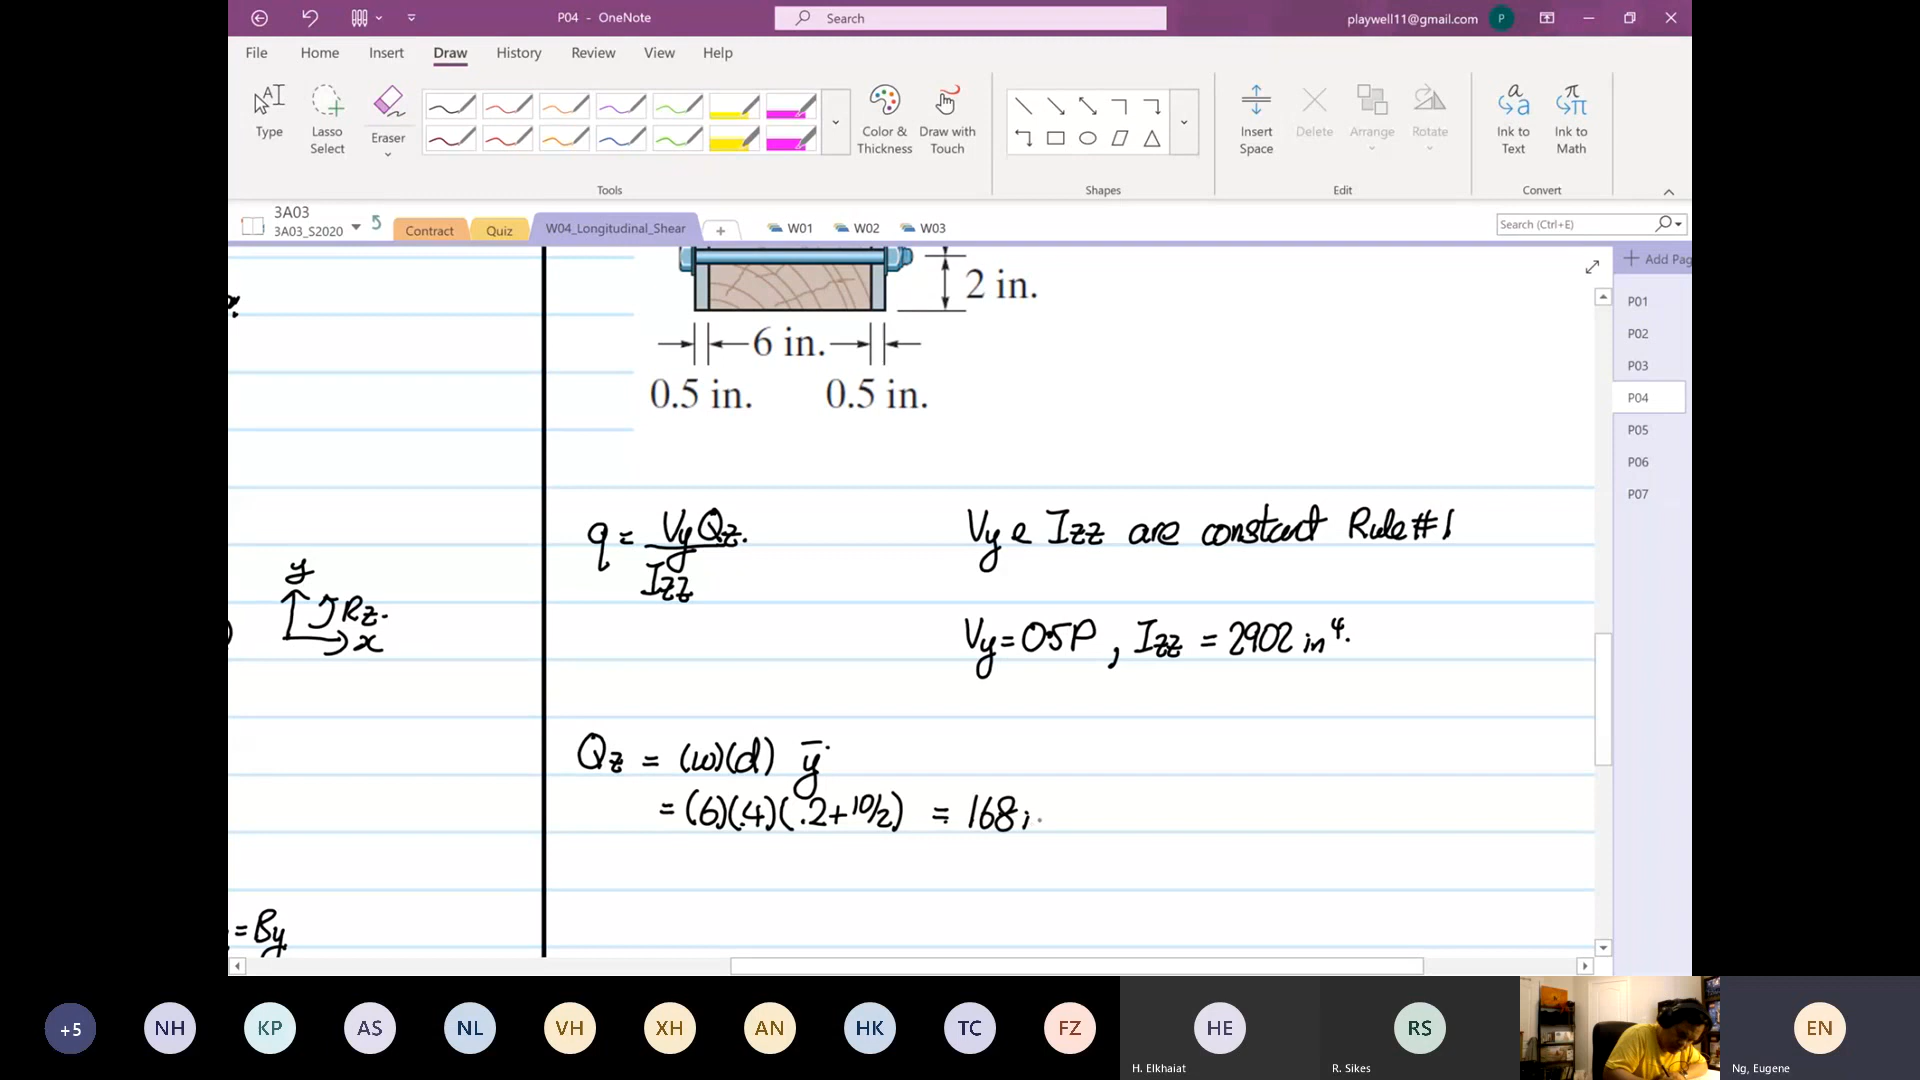 P04 - OneNote
Search
playwell11@gmail.com
P
File Home Insert Draw History Review View Help
Type
Lasso Select
Eraser
Color & Thickness
Draw with Touch
Insert Space
Delete
Arrange
Rotate
Ink to Text
Ink to Math
Tools
Shapes
Edit
Convert
3A03
3A03_S2020
Contract
Quiz
W04_Longitudinal_Shear
+
W01
W02
W03
Search (Ctrl+E)
Add Pag
P01
P02
P03
P04
P05
P06
P07
2 in.
6 in.
0.5 in. 0.5 in.
q = VyQz. / Izz
Vy & Izz are constant Rule #1
Vy = 0.5P , Izz = 2902 in⁴.
y
Rz.
x
Qz = (w)(d) ȳ
= (6)(4)(2+10/2) = 168 i
= By
+5 NH KP AS NL VH XH AN HK TC FZ HE RS EN
H. Elkhaiat
R. Sikes
Ng, Eugene